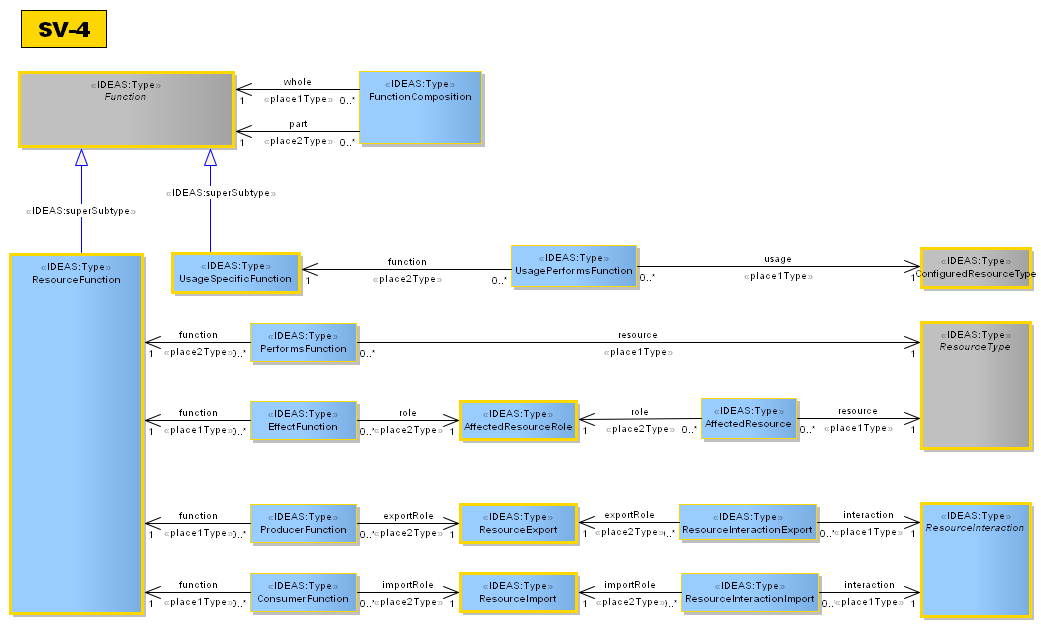 SV-4
«IDEAS:Type»
Function
whole
1
«place1Type»
0..*
part
1
«place2Type»
0..*
«IDEAS:Type»
FunctionComposition
«IDEAS:superSubtype»
«IDEAS:superSubtype»
«IDEAS:Type»
ResourceFunction
«IDEAS:Type»
UsageSpecificFunction
function
1
«place2Type»
0..*
«IDEAS:Type»
UsagePerformsFunction
usage
0..*
«place1Type»
1
«IDEAS:Type»
ConfiguredResourceType
function
1
«place2Type»
0..*
«IDEAS:Type»
PerformsFunction
resource
0..*
«place1Type»
1
«IDEAS:Type»
ResourceType
function
1
«place1Type»
0..*
«IDEAS:Type»
EffectFunction
role
0..*
«place2Type»
1
«IDEAS:Type»
AffectedResourceRole
role
1
«place2Type»
0..*
«IDEAS:Type»
AffectedResource
resource
0..*
«place1Type»
1
function
1
«place1Type»
0..*
«IDEAS:Type»
ProducerFunction
exportRole
0..*
«place2Type»
1
«IDEAS:Type»
ResourceExport
exportRole
1
«place2Type»
0..*
«IDEAS:Type»
ResourceInteractionExport
interaction
0..*
«place1Type»
1
«IDEAS:Type»
ResourceInteraction
function
1
«place1Type»
0..*
«IDEAS:Type»
ConsumerFunction
importRole
0..*
«place2Type»
1
«IDEAS:Type»
ResourceImport
importRole
1
«place2Type»
0..*
«IDEAS:Type»
ResourceInteractionImport
interaction
0..*
«place1Type»
1